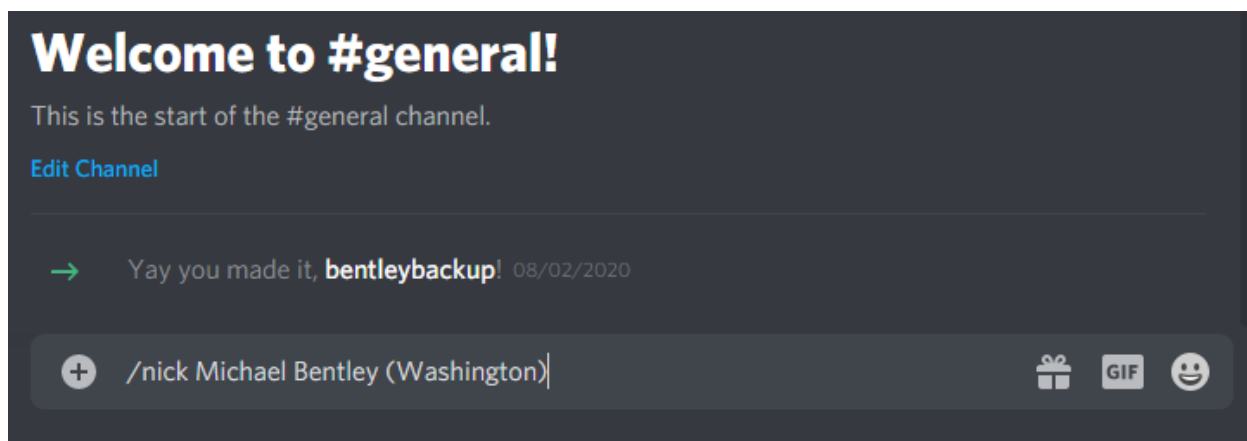 Welcome to #general!
This is the start of the #general channel.
Edit Channel
Yay you made it, bentleybackup! 08/02/2020
/nick Michael Bentley (Washington)
GIF